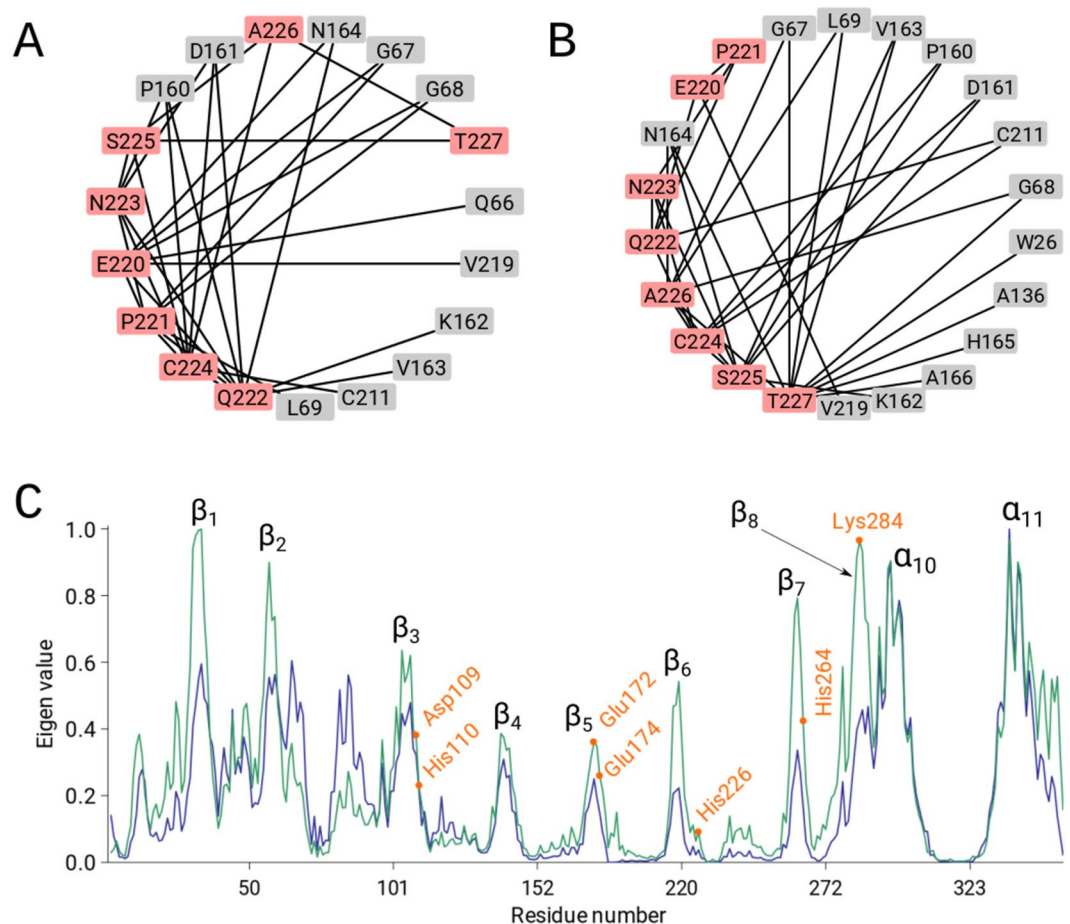 A
A226
N164
D161
G67
P160
G68
S225
T227
N223
Q66
E220
V219
P221
K162
C224
V163
Q222
L69
C211
B
G67
L69
V163
P221
P160
E220
D161
N164
C211
N223
G68
Q222
W26
A226
A136
C224
H165
S225
A166
T227
V219
K162
C
β1
β2
β3
β4
β5
β6
β7
β8
α10
α11
Asp109
His110
Glu172
Glu174
His226
His264
Lys284
Eigen value
1.0
0.8
0.6
0.4
0.2
0.0
50 101 152 220 272 323
Residue number